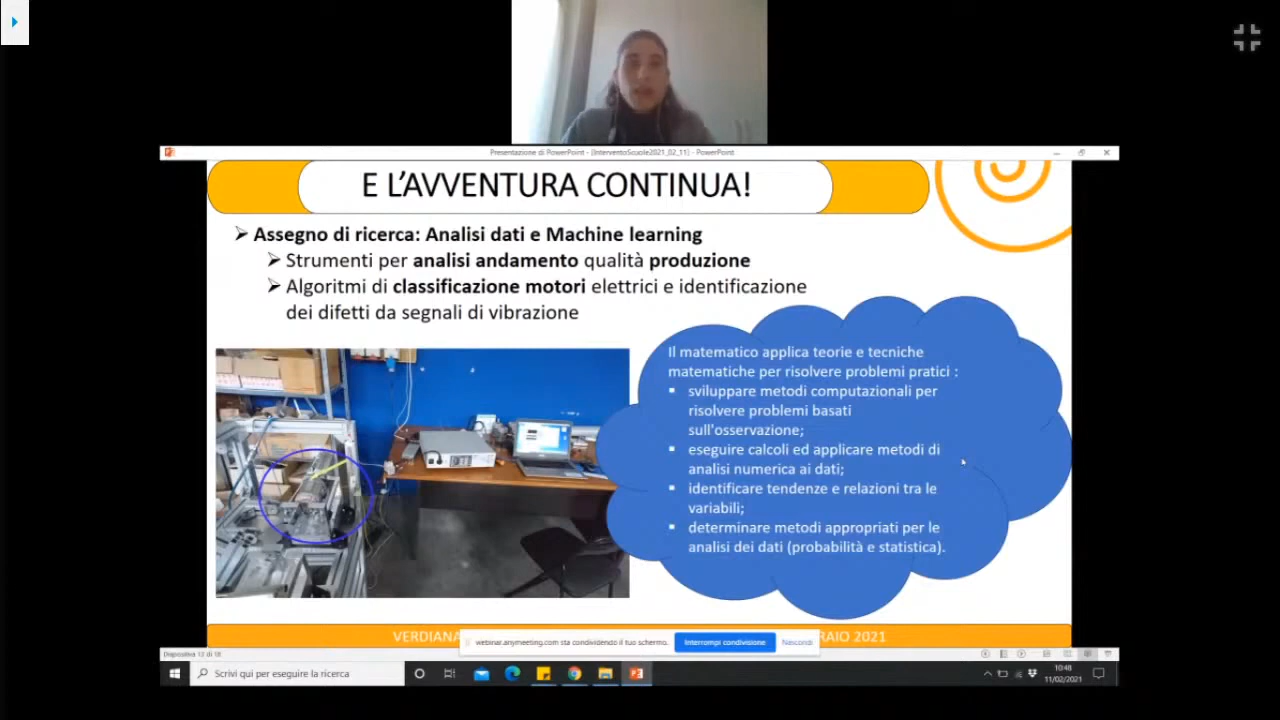 Presentazione di PowerPoint - [InterventoScuole2021_02_11] - PowerPoint
E L'AVVENTURA CONTINUA!
Assegno di ricerca: Analisi dati e Machine learning
Strumenti per analisi andamento qualità produzione
Algoritmi di classificazione motori elettrici e identificazione
dei difetti da segnali di vibrazione
Il matematico applica teorie e tecniche
matematiche per risolvere problemi pratici :
sviluppare metodi computazionali per
risolvere problemi basati
sull'osservazione;
eseguire calcoli ed applicare metodi di
analisi numerica ai dati;
identificare tendenze e relazioni tra le
variabili;
determinare metodi appropriati per le
analisi dei dati (probabilità e statistica).
VERDIANA
RAIO 2021
webinar.anymeeting.com sta condividendo il tuo schermo.
Interrompi condivisione
Nascondi
Diapositiva 12 di 18
Scrivi qui per eseguire la ricerca
10:48
11/02/2021